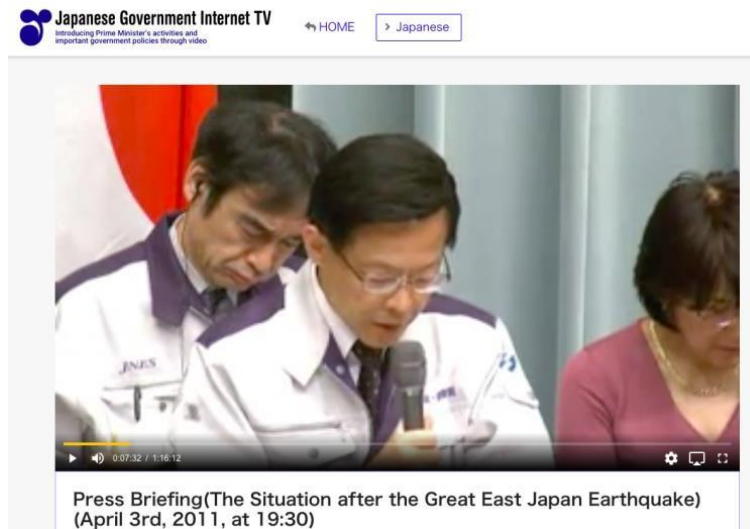 Japanese Government Internet TV
Introducing Prime Minister's activities and
important government policies through video
HOME
Japanese
JNES
0:07:32 / 1:16:12
Press Briefing(The Situation after the Great East Japan Earthquake)
(April 3rd, 2011, at 19:30)